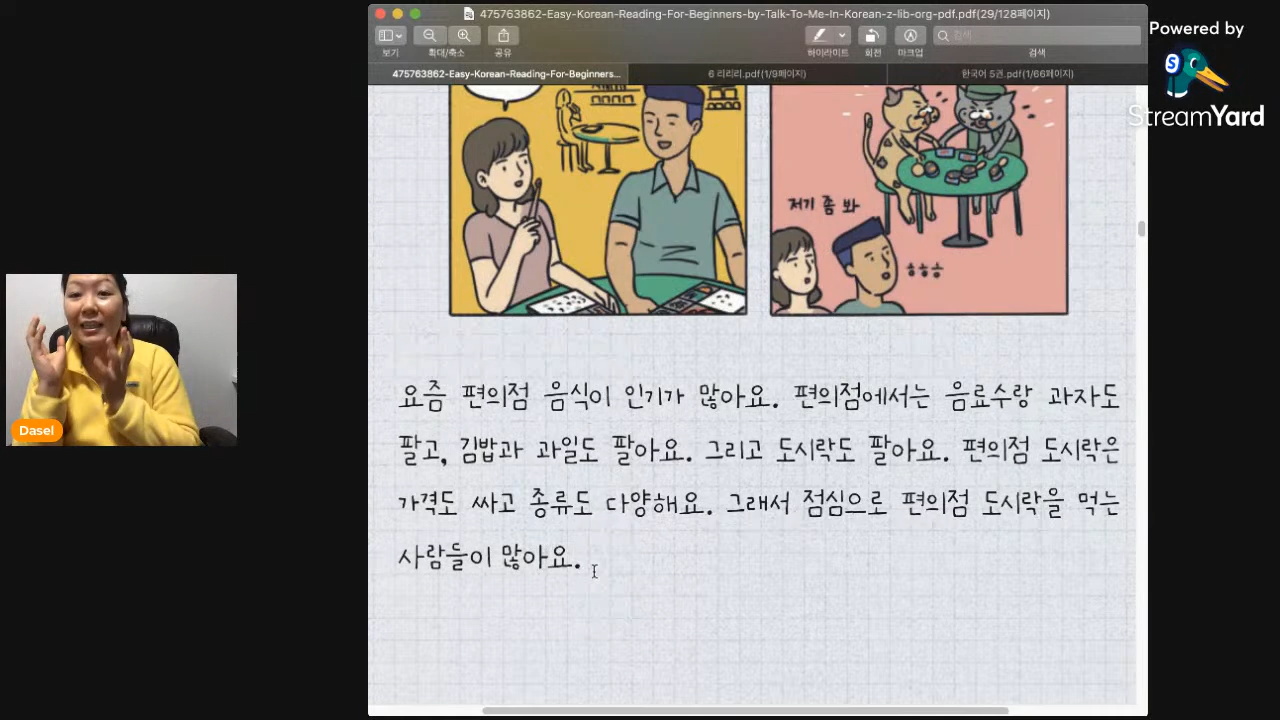 475763862-Easy-Korean-Reading-For-Beginners-by-Talk-To-Me-In-Korean-z-lib-org-pdf.pdf(29/128페이지)
Powered by
StreamYard
보기
확대/축소
공유
하이라이트
회전
마크업
검색
검색
475763862-Easy-Korean-Reading-For-Beginners...
6 리리리.pdf(1/9페이지)
한국어 5권.pdf(1/66페이지)
저기 좀 봐
ㅎㅎㅎ
Dasel
요즘 편의점 음식이 인기가 많아요. 편의점에서는 음료수랑 과자도
팔고, 김밥과 과일도 팔아요. 그리고 도시락도 팔아요. 편의점 도시락은
가격도 싸고 종류도 다양해요. 그래서 점심으로 편의점 도시락을 먹는
사람들이 많아요.